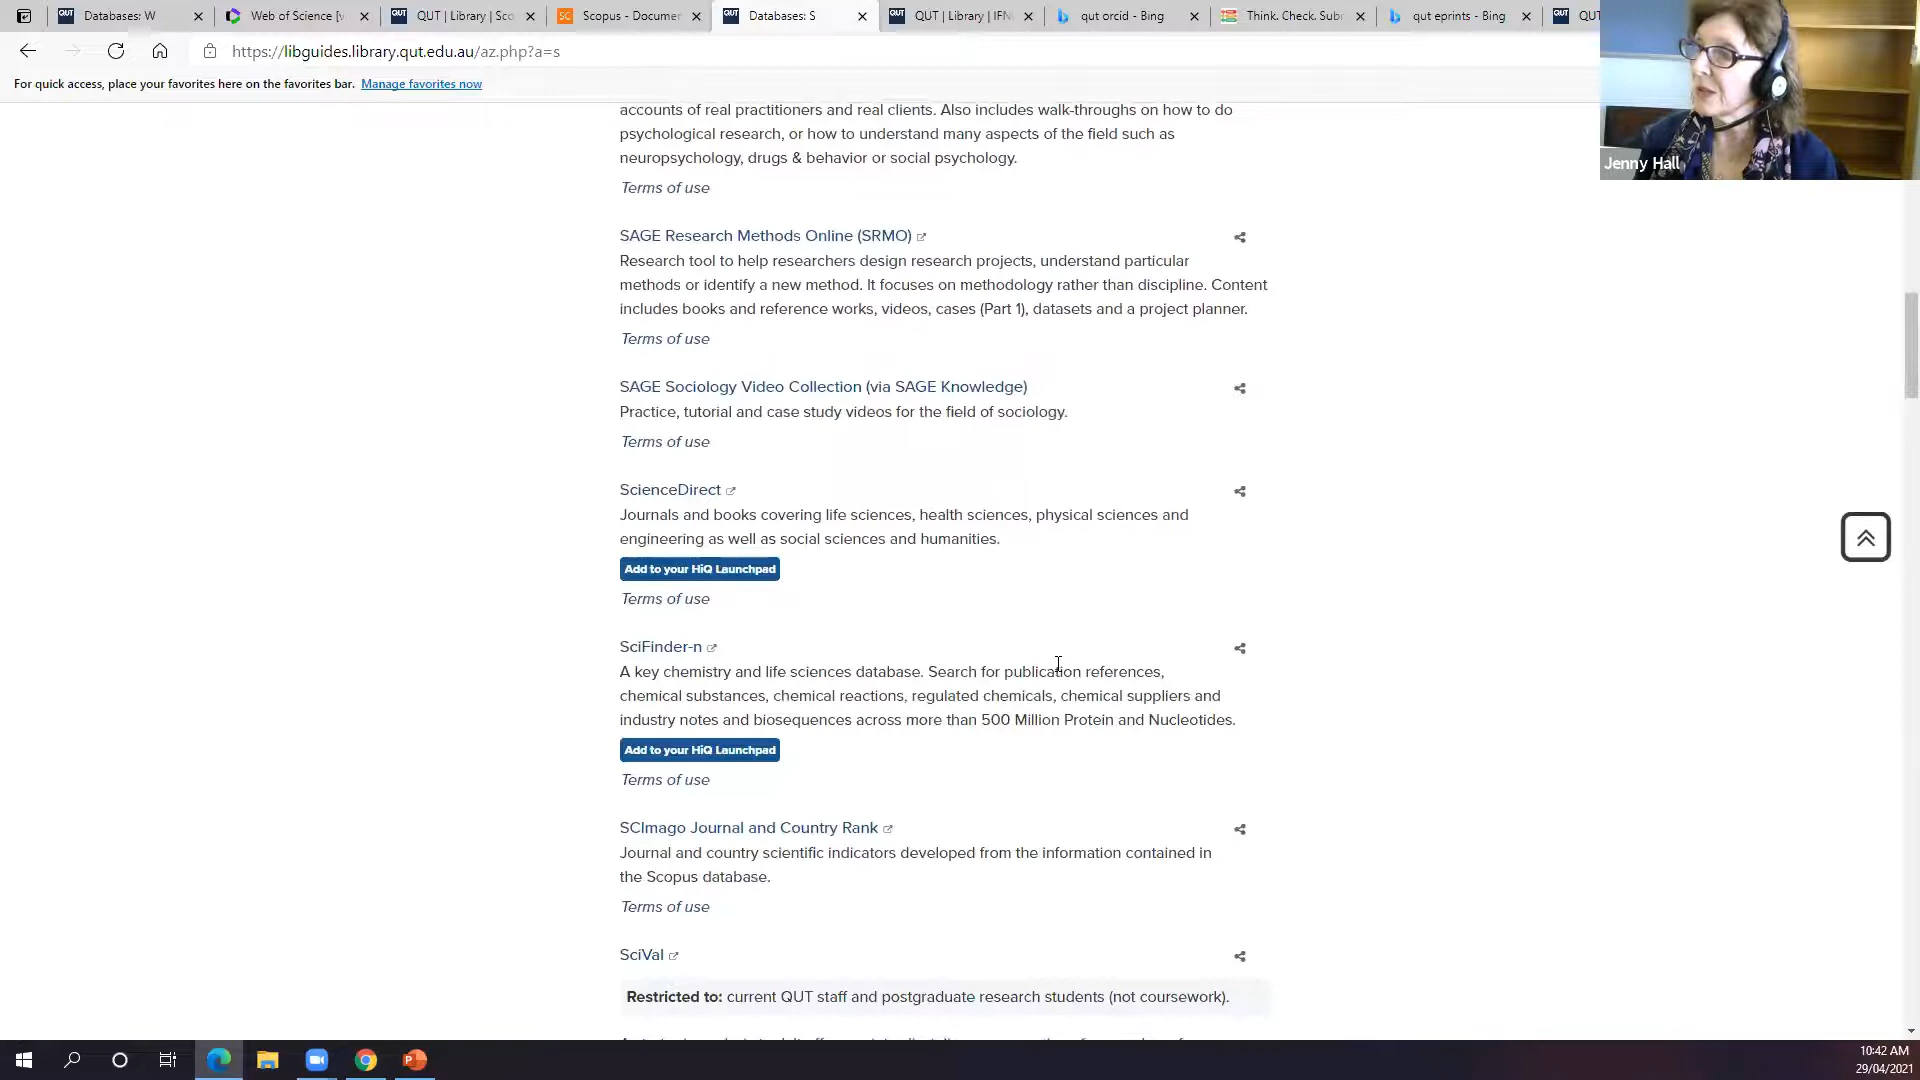 Databases: W
Web of Science [v
QUT | Library | Sco
Scopus - Documen
Databases: S
QUT | Library | IFN
qut orcid - Bing
Think. Check. Subr
qut eprints - Bing
QUT
https://libguides.library.qut.edu.au/az.php?a=s
For quick access, place your favorites here on the favorites bar. Manage favorites now
Jenny Hall
accounts of real practitioners and real clients. Also includes walk-throughs on how to do
psychological research, or how to understand many aspects of the field such as
neuropsychology, drugs & behavior or social psychology.
Terms of use
SAGE Research Methods Online (SRMO)
Research tool to help researchers design research projects, understand particular
methods or identify a new method. It focuses on methodology rather than discipline. Content
includes books and reference works, videos, cases (Part 1), datasets and a project planner.
Terms of use
SAGE Sociology Video Collection (via SAGE Knowledge)
Practice, tutorial and case study videos for the field of sociology.
Terms of use
ScienceDirect
Journals and books covering life sciences, health sciences, physical sciences and
engineering as well as social sciences and humanities.
Add to your HiQ Launchpad
Terms of use
SciFinder-n
A key chemistry and life sciences database. Search for publication references,
chemical substances, chemical reactions, regulated chemicals, chemical suppliers and
industry notes and biosequences across more than 500 Million Protein and Nucleotides.
Add to your HiQ Launchpad
Terms of use
SCImago Journal and Country Rank
Journal and country scientific indicators developed from the information contained in
the Scopus database.
Terms of use
SciVal
Restricted to: current QUT staff and postgraduate research students (not coursework).
10:42 AM
29/04/2021